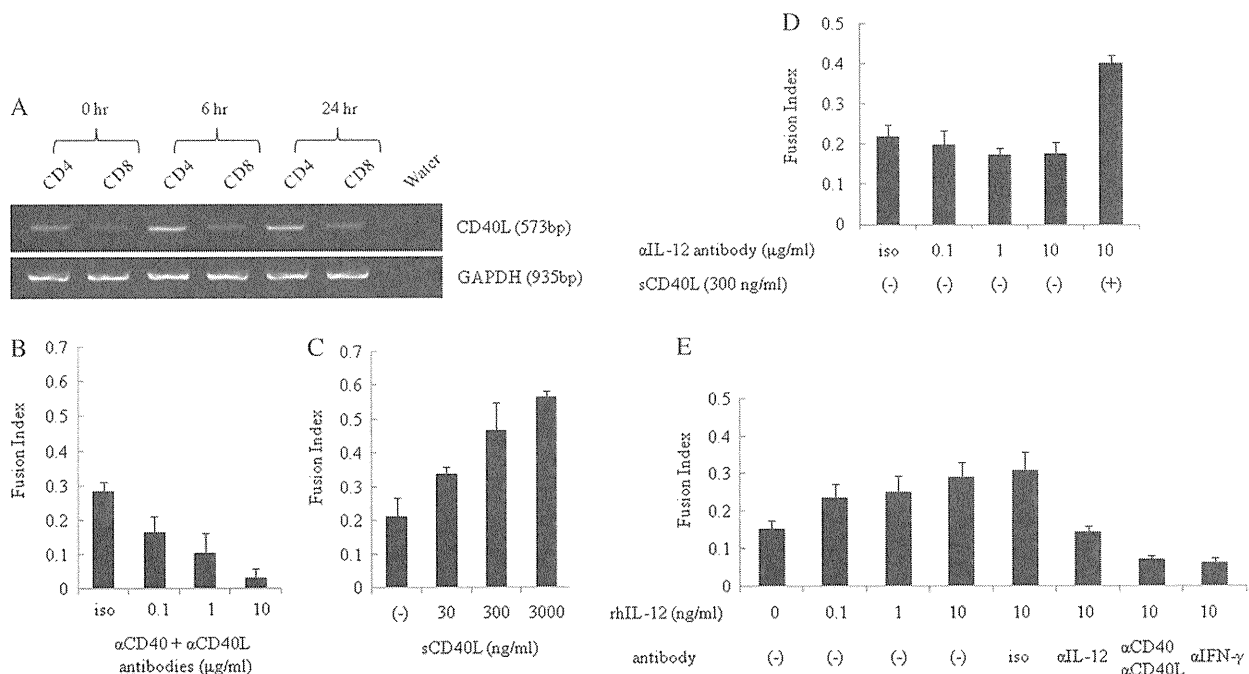 A
0 hr
6 hr
24 hr
CD4
CD8
CD4
CD8
CD4
CD8
Water
CD40L (573bp)
GAPDH (935bp)
B
Fusion Index
0.7
0.6
0.5
0.4
0.3
0.2
0.1
0
iso 0.1 1 10
αCD40 + αCD40L
antibodies (μg/ml)
C
Fusion Index
0.7
0.6
0.5
0.4
0.3
0.2
0.1
0
(-) 30 300 3000
sCD40L (ng/ml)
D
Fusion Index
0.5
0.4
0.3
0.2
0.1
0
αIL-12 antibody (μg/ml) iso 0.1 1 10 10
sCD40L (300 ng/ml) (-) (-) (-) (-) (+)
E
Fusion Index
0.5
0.4
0.3
0.2
0.1
0
rhIL-12 (ng/ml) 0 0.1 1 10 10 10 10 10
antibody (-) (-) (-) (-) iso αIL-12 αCD40 αIFN-γ
αCD40L